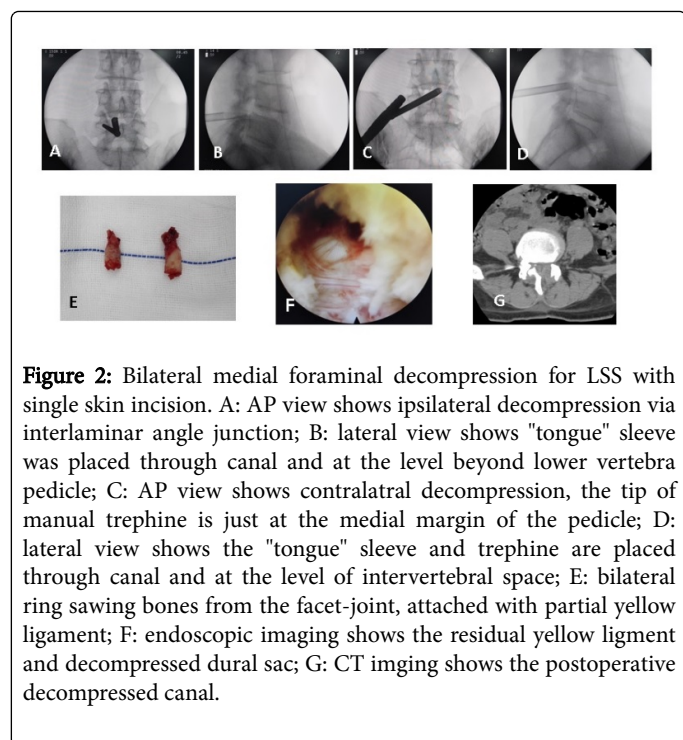 A
B
C
D
E
F
G
Figure 2: Bilateral medial foraminal decompression for LSS with
single skin incision. A: AP view shows ipsilateral decompression via
interlaminar angle junction; B: lateral view shows "tongue" sleeve
was placed through canal and at the level beyond lower vertebra
pedicle; C: AP view shows contralatral decompression, the tip of
manual trephine is just at the medial margin of the pedicle; D:
lateral view shows the "tongue" sleeve and trephine are placed
through canal and at the level of intervertebral space; E: bilateral
ring sawing bones from the facet-joint, attached with partial yellow
ligament; F: endoscopic imaging shows the residual yellow ligment
and decompressed dural sac; G: CT imging shows the postoperative
decompressed canal.